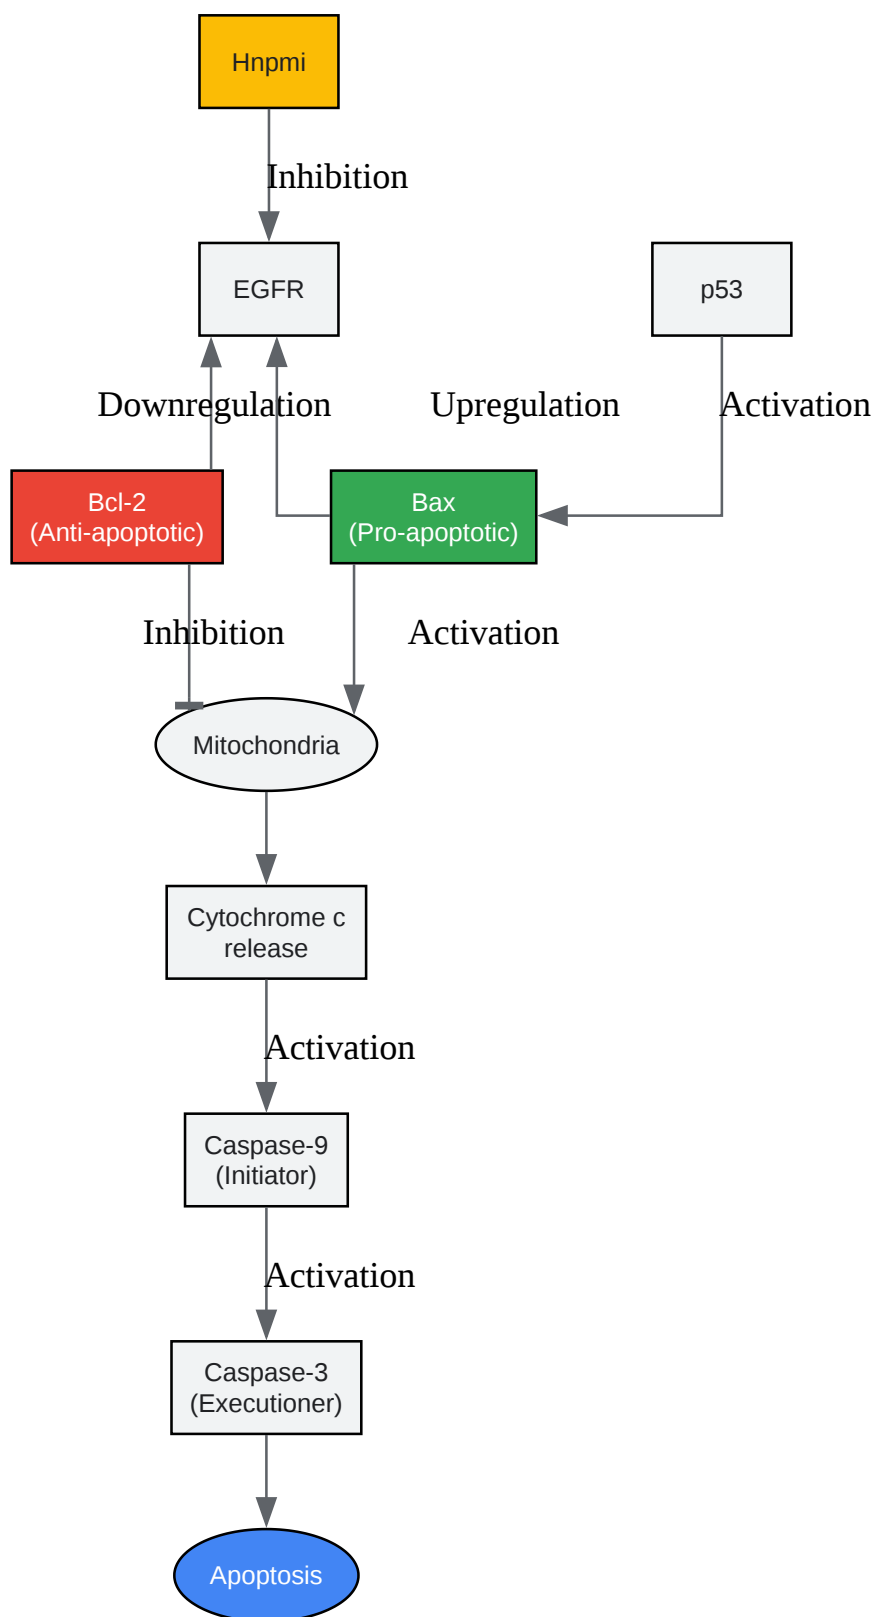 Hnpmi
Inhibition
EGFR
p53
Downregulation
Upregulation
Activation
Bcl-2
(Anti-apoptotic)
Bax
(Pro-apoptotic)
Inhibition
Activation
Mitochondria
Cytochrome c
release
Activation
Caspase-9
(Initiator)
Activation
Caspase-3
(Executioner)
Apoptosis